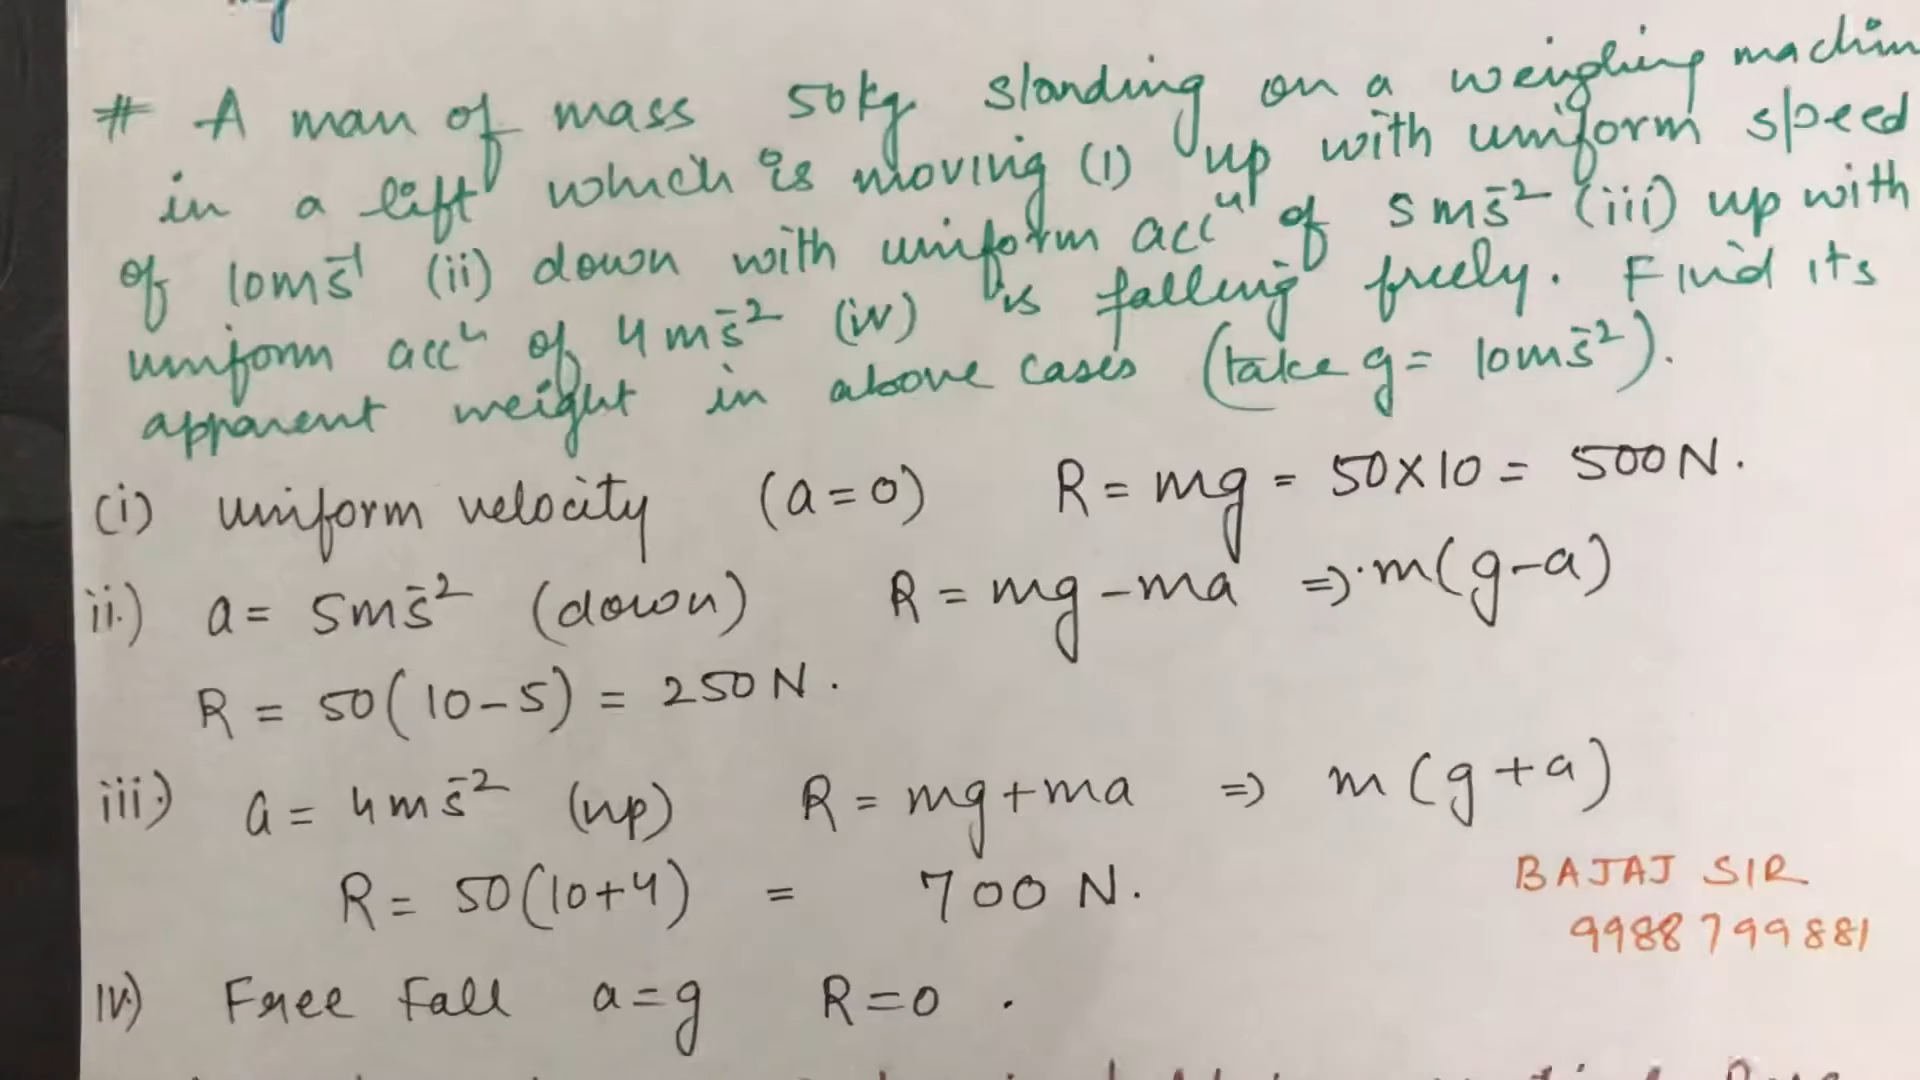 # A man of mass 50kg standing on a weighing machin
in a lift which is moving (i) up with uniform speed
of 10ms⁻¹ (ii) down with uniform accⁿ of 5ms⁻² (iii) up with
uniform accⁿ of 4ms⁻² (iv) is falling freely. Find its
apparent weight in above cases (take g = 10ms⁻²).
(i) uniform velocity (a=0) R = mg = 50×10 = 500N.
ii.) a = 5ms⁻² (down) R = mg - ma ⇒ m(g-a)
R = 50(10-5) = 250N.
iii.) a = 4ms⁻² (up) R = mg+ma ⇒ m(g+a)
R = 50(10+4) = 700 N.
BAJAJ SIR
9988799881
iv.) Free Fall a=g R=0.